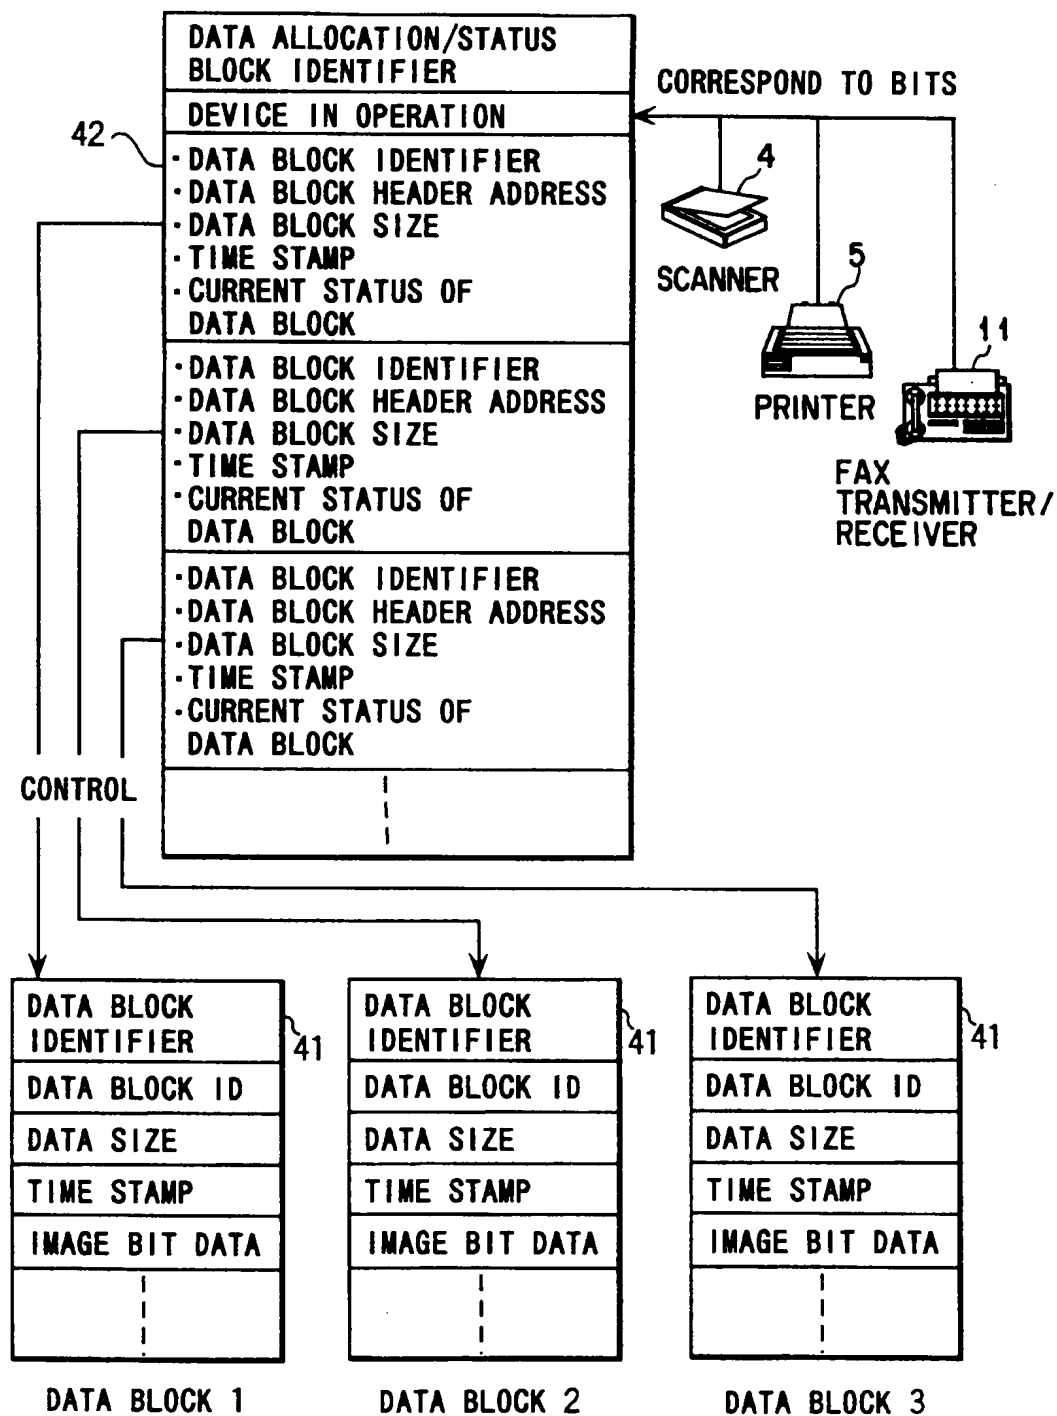 DATA ALLOCATION/STATUS
BLOCK IDENTIFIER
DEVICE IN OPERATION
CORRESPOND TO BITS
42
·DATA BLOCK IDENTIFIER
·DATA BLOCK HEADER ADDRESS
·DATA BLOCK SIZE
·TIME STAMP
·CURRENT STATUS OF
DATA BLOCK
4
SCANNER
5
PRINTER
11
FAX
TRANSMITTER/
RECEIVER
·DATA BLOCK IDENTIFIER
·DATA BLOCK HEADER ADDRESS
·DATA BLOCK SIZE
·TIME STAMP
·CURRENT STATUS OF
DATA BLOCK
·DATA BLOCK IDENTIFIER
·DATA BLOCK HEADER ADDRESS
·DATA BLOCK SIZE
·TIME STAMP
·CURRENT STATUS OF
DATA BLOCK
CONTROL
DATA BLOCK
IDENTIFIER
41
DATA BLOCK ID
DATA SIZE
TIME STAMP
IMAGE BIT DATA
DATA BLOCK 1
DATA BLOCK
IDENTIFIER
41
DATA BLOCK ID
DATA SIZE
TIME STAMP
IMAGE BIT DATA
DATA BLOCK 2
DATA BLOCK
IDENTIFIER
41
DATA BLOCK ID
DATA SIZE
TIME STAMP
IMAGE BIT DATA
DATA BLOCK 3